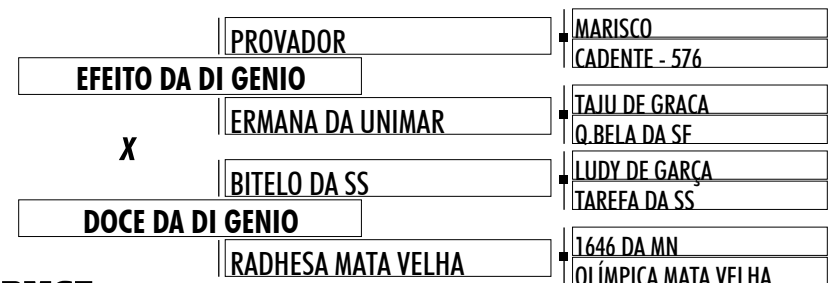 PROVADOR
MARISCO
CADENTE - 576
EFEITO DA DI GENIO
ERMANA DA UNIMAR
TAJU DE GRACA
Q.BELA DA SF
X
BITELO DA SS
LUDY DE GARÇA
TAREFA DA SS
DOCE DA DI GENIO
RADHESA MATA VELHA
1646 DA MN
OLÍMPICA MATA VELHA